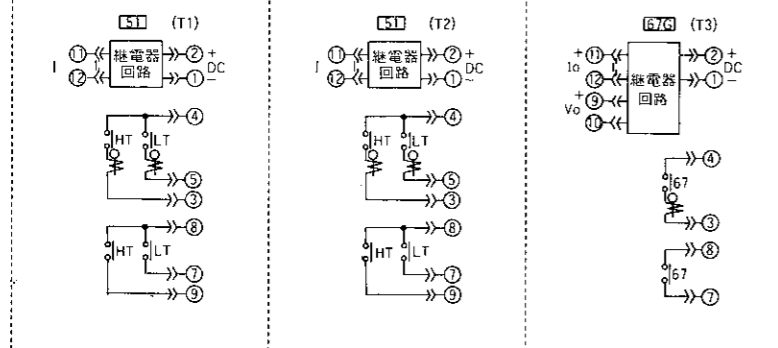 51 (T1)
I ⑪ ⑫ 継電器回路 ② + ① − DC
④
HT LT
⑤
③
⑧
HT LT
⑦
⑨
51 (T2)
I ⑪ ⑫ 継電器回路 ② + ① ~ DC
④
HT LT
⑤
③
⑧
HT LT
⑦
⑨
67G (T3)
+ Io ⑪ ⑫ + Vo ⑨ ⑩ 継電器回路 ② + ① − DC
④
67
③
⑧
67
⑦